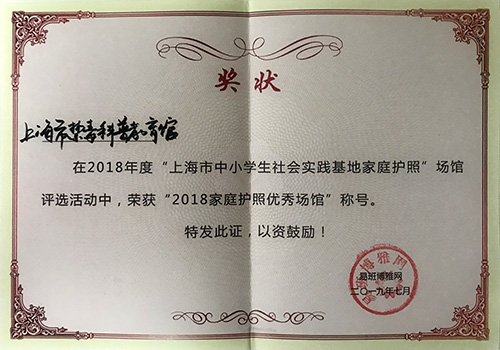 奖状
上海市禁毒科普教育馆
在2018年度“上海市中小学生社会实践基地家庭护照”场馆
评选活动中，荣获“2018家庭护照优秀场馆”称号。
特发此证，以资鼓励！
易班博雅网
二〇一九年七月